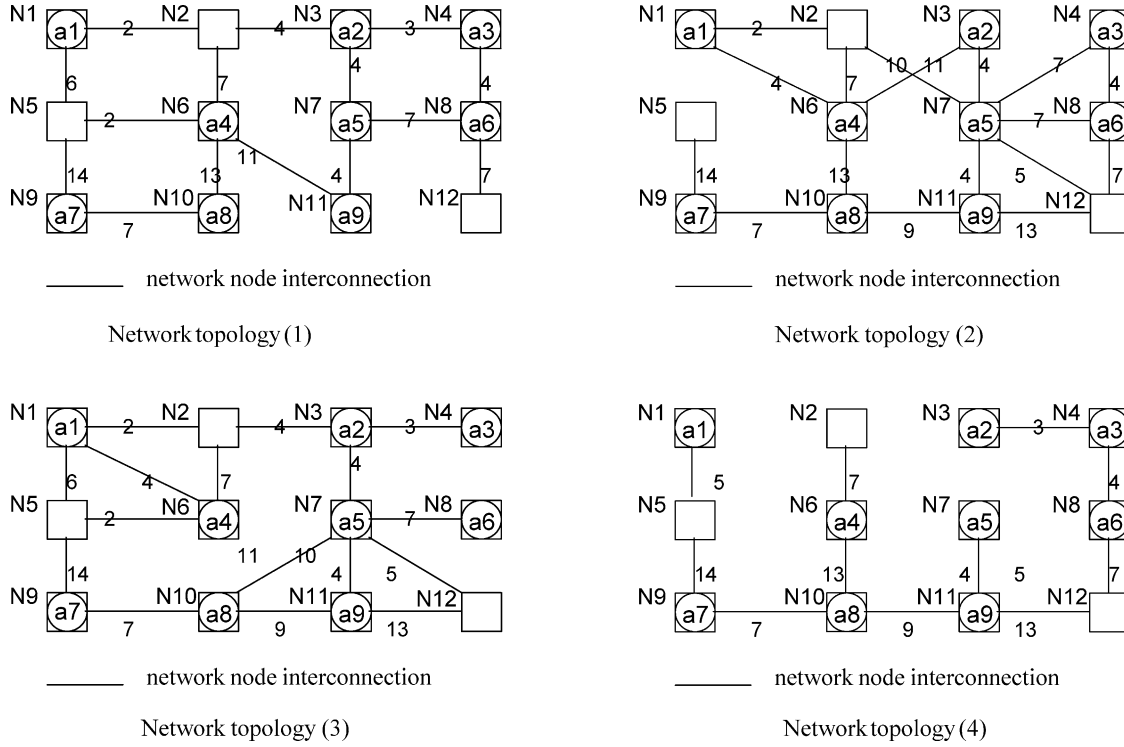 N1 N2 N3 N4
a1 2 4 a2 3 a3
6 7 4 4
N5 N6 N7 N8
2 a4 a5 7 a6
14 13 11 4 7
N9 N10 N11 N12
a7 7 a8 a9
network node interconnection
Network topology (1)
N1 N2 N3 N4
a1 2 a2 a3
4 7 10 11 4 7 4
N5 N6 N7 N8
a4 a5 7 a6
14 13 4 5 7
N9 N10 N11 N12
a7 7 a8 9 a9 13
network node interconnection
Network topology (2)
N1 N2 N3 N4
a1 2 4 a2 3 a3
6 4 7 4
N5 N6 N7 N8
2 a4 a5 7 a6
14 11 10 4 5
N9 N10 N11 N12
a7 7 a8 9 a9 13
network node interconnection
Network topology (3)
N1 N2 N3 N4
a1 a2 3 a3
5 7 4
N5 N6 N7 N8
a4 a5 a6
14 13 4 5 7
N9 N10 N11 N12
a7 7 a8 9 a9 13
network node interconnection
Network topology (4)